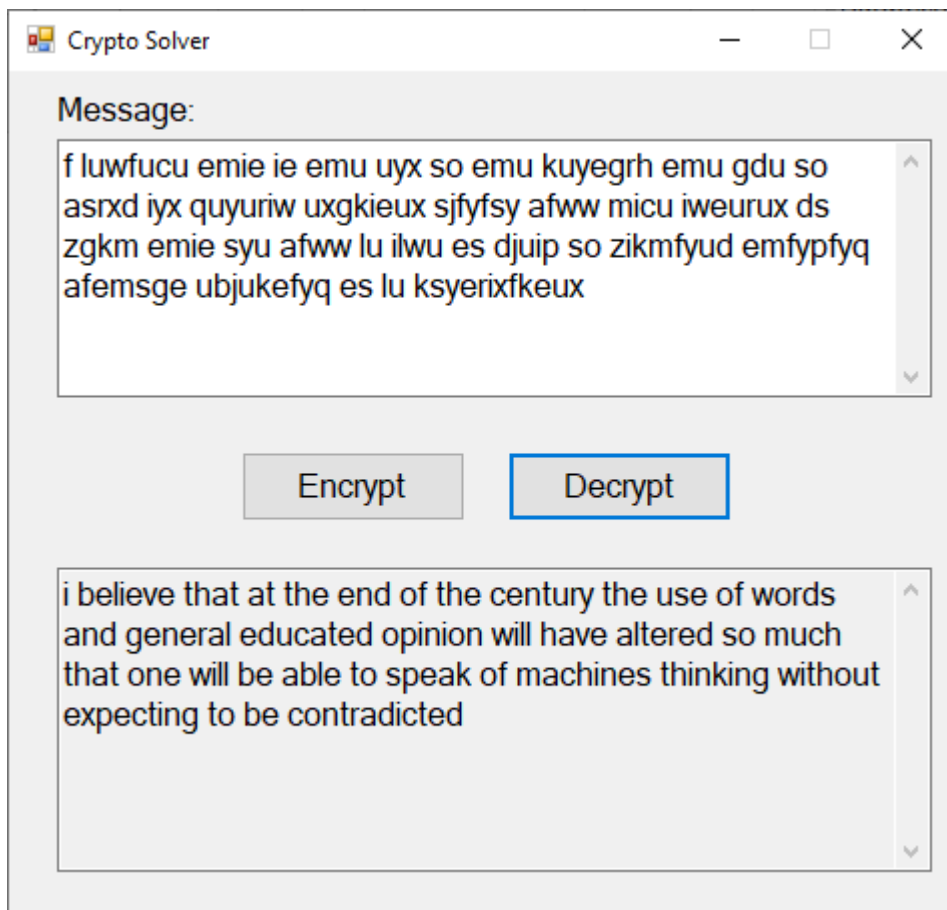 Crypto Solver
Message:
f luwfucu emie ie emu uyx so emu kuyegrh emu gdu so
asrxd iyx quyuriw uxgkieux sjfyfsy afww micu iweurux ds
zgkm emie syu afww lu ilwu es djuip so zikmfyud emfypfyq
afemsge ubjukefyq es lu ksyerixfkeux
Encrypt
Decrypt
i believe that at the end of the century the use of words
and general educated opinion will have altered so much
that one will be able to speak of machines thinking without
expecting to be contradicted